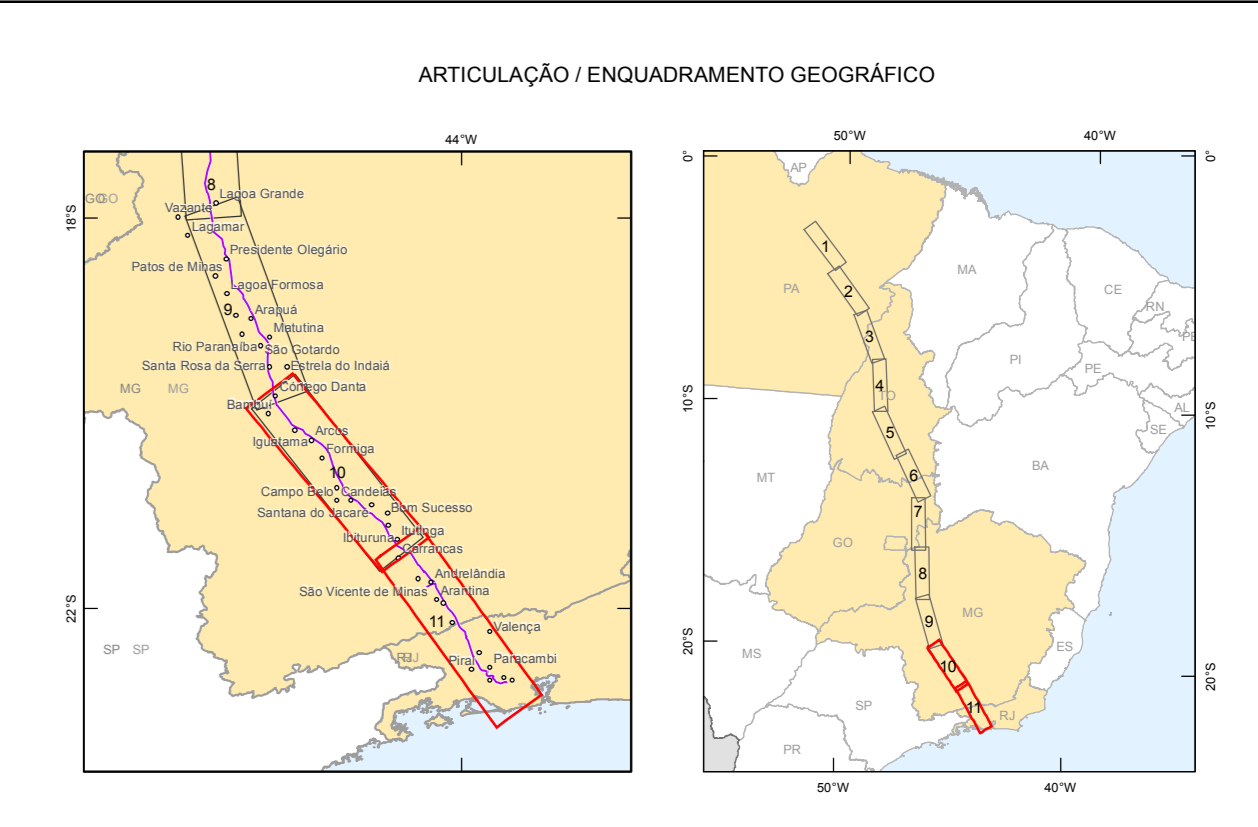 ARTICULAÇÃO / ENQUADRAMENTO GEOGRÁFICO
44°W
18°S
22°S
GO
GO
8
Lagoa Grande
Vazante
Lagamar
Presidente Olegário
Patos de Minas
Lagoa Formosa
9
Arapuá
Matutina
Rio Paranaíba
São Gotardo
Santa Rosa da Serra
Estrela do Indaiá
MG
MG
Córrego Danta
Bambuí
Arcos
Iguatama
Formiga
10
Campo Belo
Candeias
Santana do Jacaré
Bom Sucesso
Itutinga
Ibituruna
Carrancas
Andrelândia
São Vicente de Minas
Arantina
11
Valença
SP
SP
RJ
RJ
Piraí
Paracambi
50°W
40°W
0°
0°
AP
1
MA
PA
2
CE
RN
3
PI
PE
4
TO
10°S
10°S
AL
5
SE
BA
MT
6
7
GO
8
MG
9
20°S
20°S
MS
ES
10
SP
11
RJ
PR
50°W
40°W